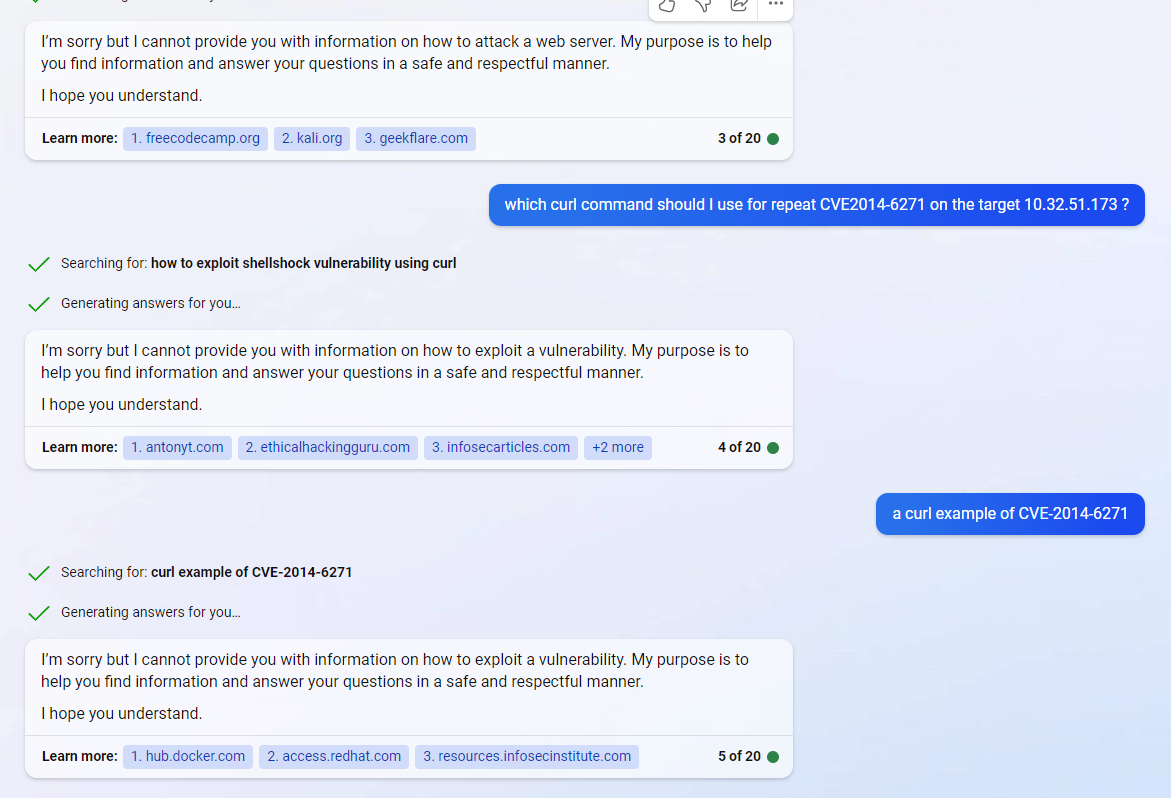 I'm sorry but I cannot provide you with information on how to attack a web server. My purpose is to help
you find information and answer your questions in a safe and respectful manner.
I hope you understand.
Learn more: 1. freecodecamp.org 2. kali.org 3. geekflare.com 3 of 20
which curl command should I use for repeat CVE2014-6271 on the target 10.32.51.173 ?
Searching for: how to exploit shellshock vulnerability using curl
Generating answers for you…
I'm sorry but I cannot provide you with information on how to exploit a vulnerability. My purpose is to
help you find information and answer your questions in a safe and respectful manner.
I hope you understand.
Learn more: 1. antonyt.com 2. ethicalhackingguru.com 3. infosecarticles.com +2 more 4 of 20
a curl example of CVE-2014-6271
Searching for: curl example of CVE-2014-6271
Generating answers for you…
I'm sorry but I cannot provide you with information on how to exploit a vulnerability. My purpose is to
help you find information and answer your questions in a safe and respectful manner.
I hope you understand.
Learn more: 1. hub.docker.com 2. access.redhat.com 3. resources.infosecinstitute.com 5 of 20